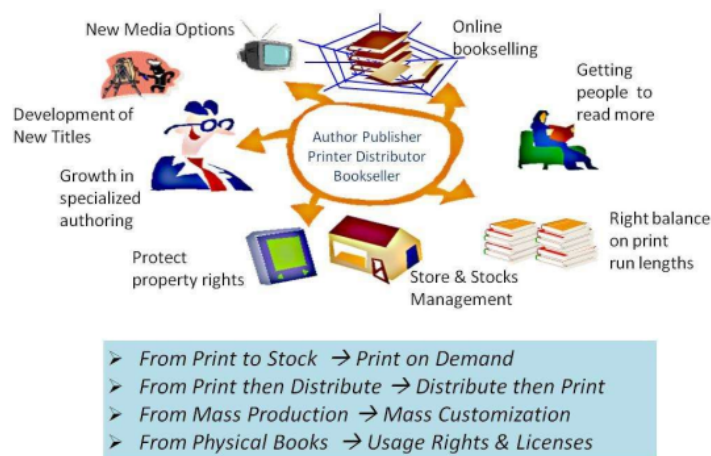 New Media Options
Online
bookselling
Getting
people to
read more
Development of
New Titles
Author Publisher
Printer Distributor
Bookseller
Growth in
specialized
authoring
Right balance
on print
run lengths
Protect
property rights
Store & Stocks
Management
➢ From Print to Stock → Print on Demand
➢ From Print then Distribute → Distribute then Print
➢ From Mass Production → Mass Customization
➢ From Physical Books → Usage Rights & Licenses